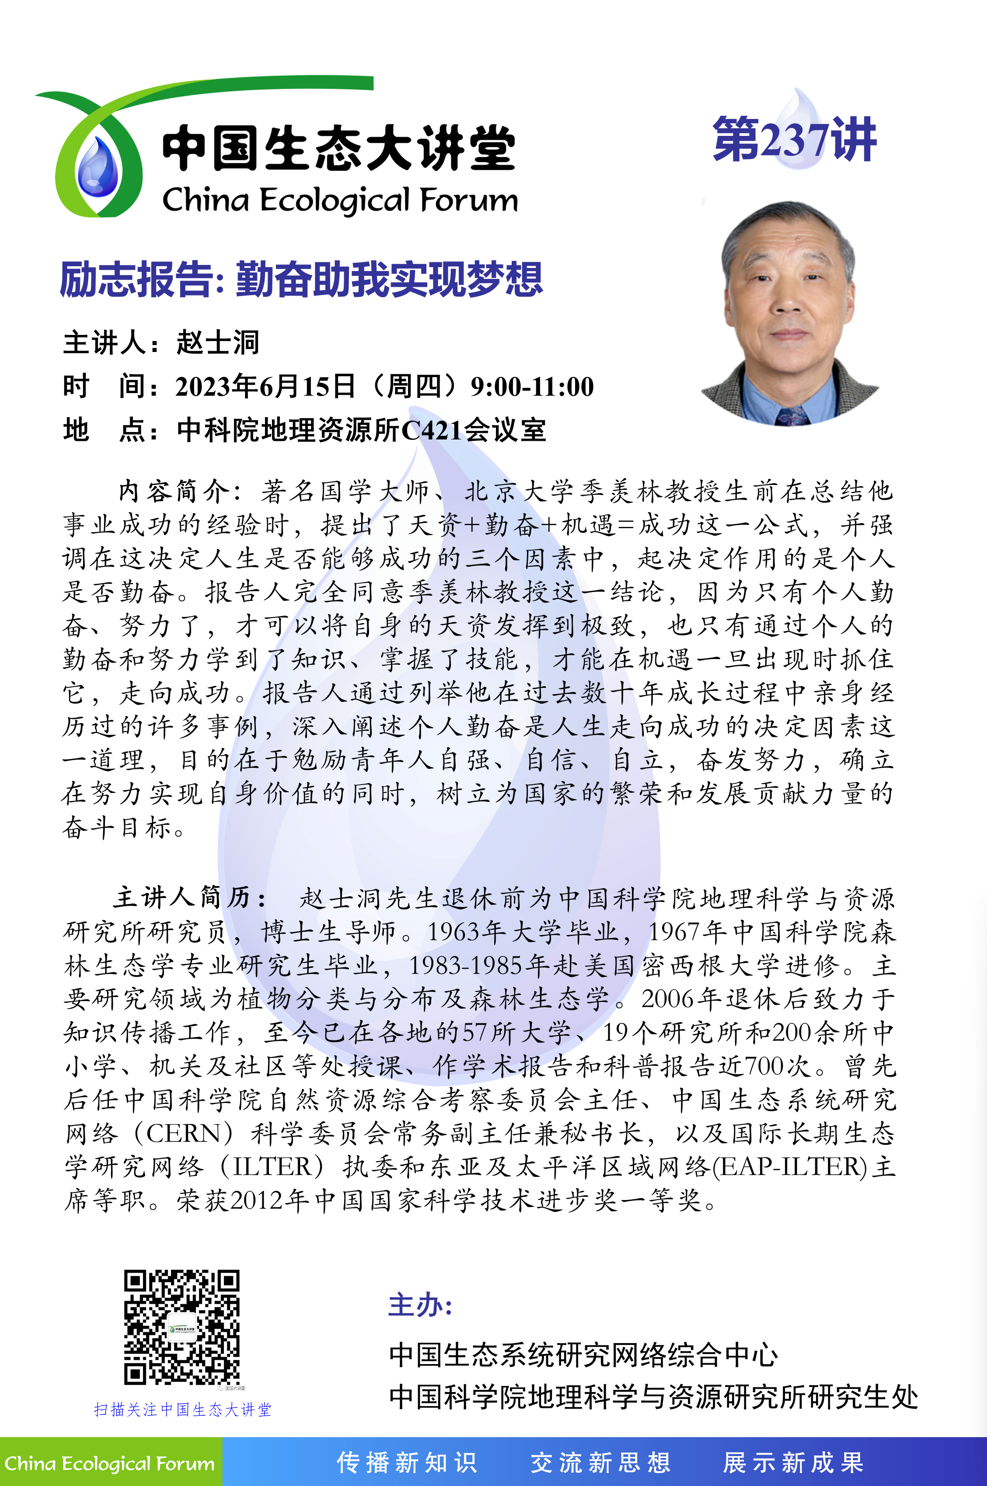 中国生态大讲堂
China Ecological Forum
第237讲
励志报告: 勤奋助我实现梦想
主讲人：赵士洞
时　间：2023年6月15日（周四）9:00-11:00
地　点：中科院地理资源所C421会议室
内容简介：著名国学大师、北京大学季羡林教授生前在总结他
事业成功的经验时，提出了天资+勤奋+机遇=成功这一公式，并强
调在这决定人生是否能够成功的三个因素中，起决定作用的是个人
是否勤奋。报告人完全同意季羡林教授这一结论，因为只有个人勤
奋、努力了，才可以将自身的天资发挥到极致，也只有通过个人的
勤奋和努力学到了知识、掌握了技能，才能在机遇一旦出现时抓住
它，走向成功。报告人通过列举他在过去数十年成长过程中亲身经
历过的许多事例，深入阐述个人勤奋是人生走向成功的决定因素这
一道理，目的在于勉励青年人自强、自信、自立，奋发努力，确立
在努力实现自身价值的同时，树立为国家的繁荣和发展贡献力量的
奋斗目标。
主讲人简历： 赵士洞先生退休前为中国科学院地理科学与资源
研究所研究员，博士生导师。1963年大学毕业，1967年中国科学院森
林生态学专业研究生毕业，1983-1985年赴美国密西根大学进修。主
要研究领域为植物分类与分布及森林生态学。2006年退休后致力于
知识传播工作，至今已在各地的57所大学、19个研究所和200余所中
小学、机关及社区等处授课、作学术报告和科普报告近700次。曾先
后任中国科学院自然资源综合考察委员会主任、中国生态系统研究
网络（CERN）科学委员会常务副主任兼秘书长，以及国际长期生态
学研究网络（ILTER）执委和东亚及太平洋区域网络(EAP-ILTER)主
席等职。荣获2012年中国国家科学技术进步奖一等奖。
中国生态大讲堂
扫描关注中国生态大讲堂
主办:
中国生态系统研究网络综合中心
中国科学院地理科学与资源研究所研究生处
China Ecological Forum
传播新知识　交流新思想　展示新成果